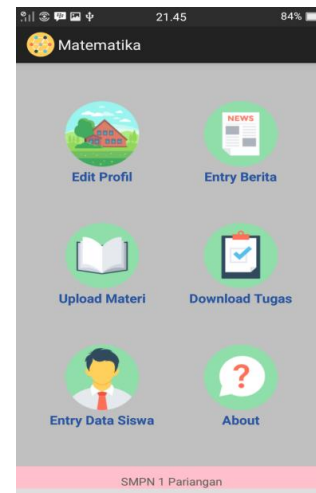 21.45
84%
Matematika
NEWS
Edit Profil
Entry Berita
Upload Materi
Download Tugas
?
Entry Data Siswa
About
SMPN 1 Pariangan